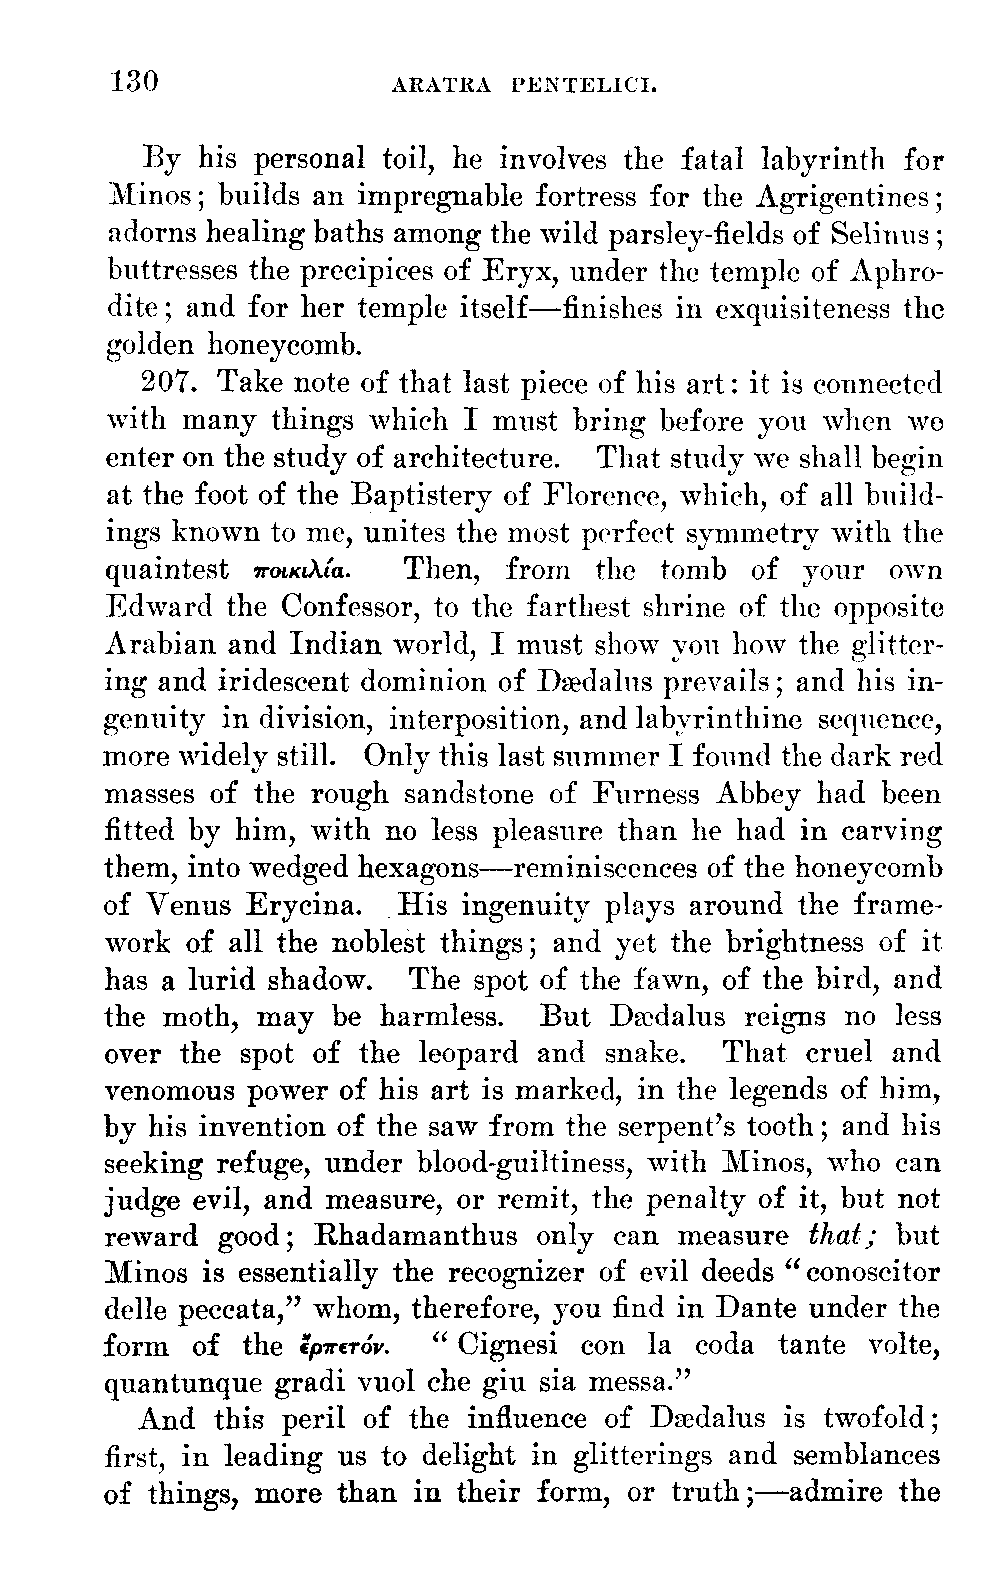 130 ARATRA PENTELICI.
By his personal toil, he involves the fatal labyrinth for
Minos; builds an impregnable fortress for the Agrigentines;
adorns healing baths among the wild parsley-fields of Selinus;
buttresses the precipices of Eryx, under the temple of Aphro-
dite; and for her temple itself—finishes in exquisiteness the
golden honeycomb.
207. Take note of that last piece of his art: it is connected
with many things which I must bring before you when we
enter on the study of architecture. That study we shall begin
at the foot of the Baptistery of Florence, which, of all build-
ings known to me, unites the most perfect symmetry with the
quaintest ποικιλία. Then, from the tomb of your own
Edward the Confessor, to the farthest shrine of the opposite
Arabian and Indian world, I must show you how the glitter-
ing and iridescent dominion of Dædalus prevails; and his in-
genuity in division, interposition, and labyrinthine sequence,
more widely still. Only this last summer I found the dark red
masses of the rough sandstone of Furness Abbey had been
fitted by him, with no less pleasure than he had in carving
them, into wedged hexagons—reminiscences of the honeycomb
of Venus Erycina. His ingenuity plays around the frame-
work of all the noblest things; and yet the brightness of it
has a lurid shadow. The spot of the fawn, of the bird, and
the moth, may be harmless. But Dædalus reigns no less
over the spot of the leopard and snake. That cruel and
venomous power of his art is marked, in the legends of him,
by his invention of the saw from the serpent's tooth; and his
seeking refuge, under blood-guiltiness, with Minos, who can
judge evil, and measure, or remit, the penalty of it, but not
reward good; Rhadamanthus only can measure that; but
Minos is essentially the recognizer of evil deeds “conoscitor
delle peccata,” whom, therefore, you find in Dante under the
form of the ἑρπετόν. “Cignesi con la coda tante volte,
quantunque gradi vuol che giu sia messa.”
And this peril of the influence of Dædalus is twofold;
first, in leading us to delight in glitterings and semblances
of things, more than in their form, or truth;—admire the